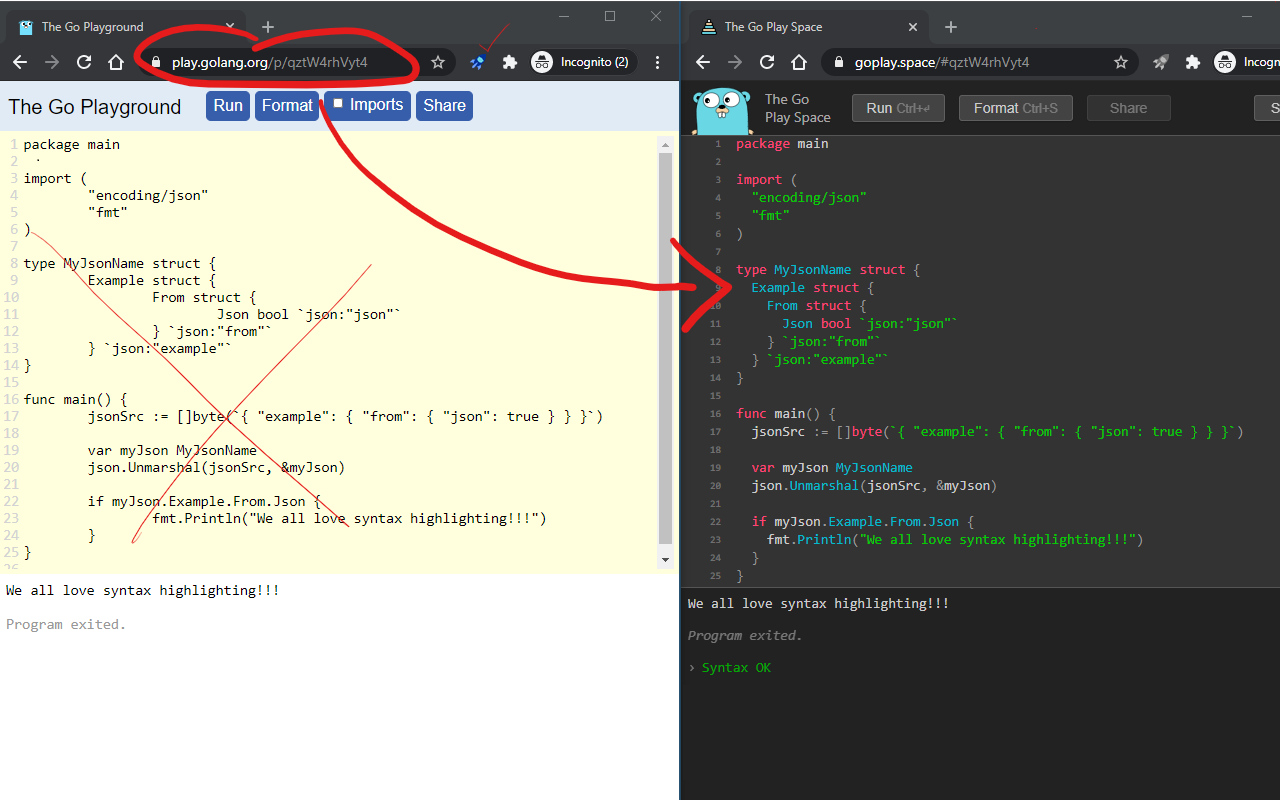 The Go Playground
play.golang.org/p/qztW4rhVyt4
Incognito (2)
The Go Playground
Run
Format
Imports
Share
1 package main
2
3 import (
4 "encoding/json"
5 "fmt"
6 )
7
8 type MyJsonName struct {
9 Example struct {
10 From struct {
11 Json bool `json:"json"`
12 } `json:"from"`
13 } `json:"example"`
14 }
15
16 func main() {
17 jsonSrc := []byte(`{ "example": { "from": { "json": true } } }`)
18
19 var myJson MyJsonName
20 json.Unmarshal(jsonSrc, &myJson)
21
22 if myJson.Example.From.Json {
23 fmt.Println("We all love syntax highlighting!!!")
24 }
25 }
26
We all love syntax highlighting!!!
Program exited.
The Go Play Space
goplay.space/#qztW4rhVyt4
Incogn
The Go
Play Space
Run Ctrl+↵
Format Ctrl+S
Share
S
1 package main
2
3 import (
4 "encoding/json"
5 "fmt"
6 )
7
8 type MyJsonName struct {
9 Example struct {
10 From struct {
11 Json bool `json:"json"`
12 } `json:"from"`
13 } `json:"example"`
14 }
15
16 func main() {
17 jsonSrc := []byte(`{ "example": { "from": { "json": true } } }`)
18
19 var myJson MyJsonName
20 json.Unmarshal(jsonSrc, &myJson)
21
22 if myJson.Example.From.Json {
23 fmt.Println("We all love syntax highlighting!!!")
24 }
25 }
We all love syntax highlighting!!!
Program exited.
› Syntax OK